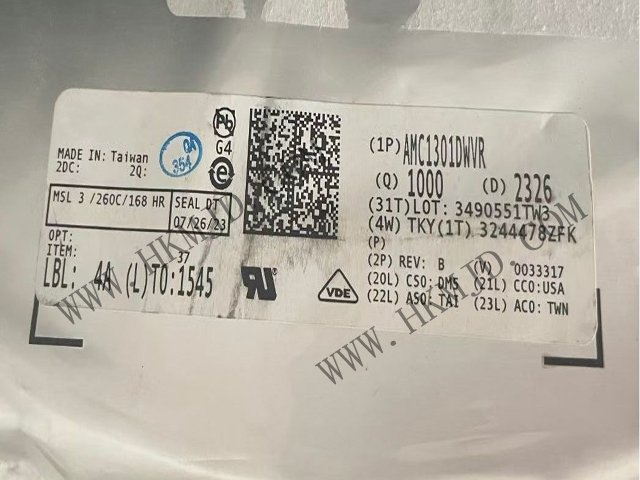 MADE IN: Taiwan
2DC: 2Q:
QA
354
Pb
G4
e
MSL 3 /260C/168 HR
SEAL DT
07/26/23
OPT:
ITEM:
37
LBL: 4A (L)TO:1545
VDE
(1P) AMC1301DWVR
(Q) 1000 (D) 2326
(31T)LOT: 3490551TW3
(4W) TKY(1T) 3244478ZFK
(P)
(2P) REV: B (V) 0033317
(20L) CSO:DM5 (21L) CCO:USA
(22L) ASO:TAI (23L) ACO: TWN
WWW.HKMJD.COM
WWW.HKMJD.COM